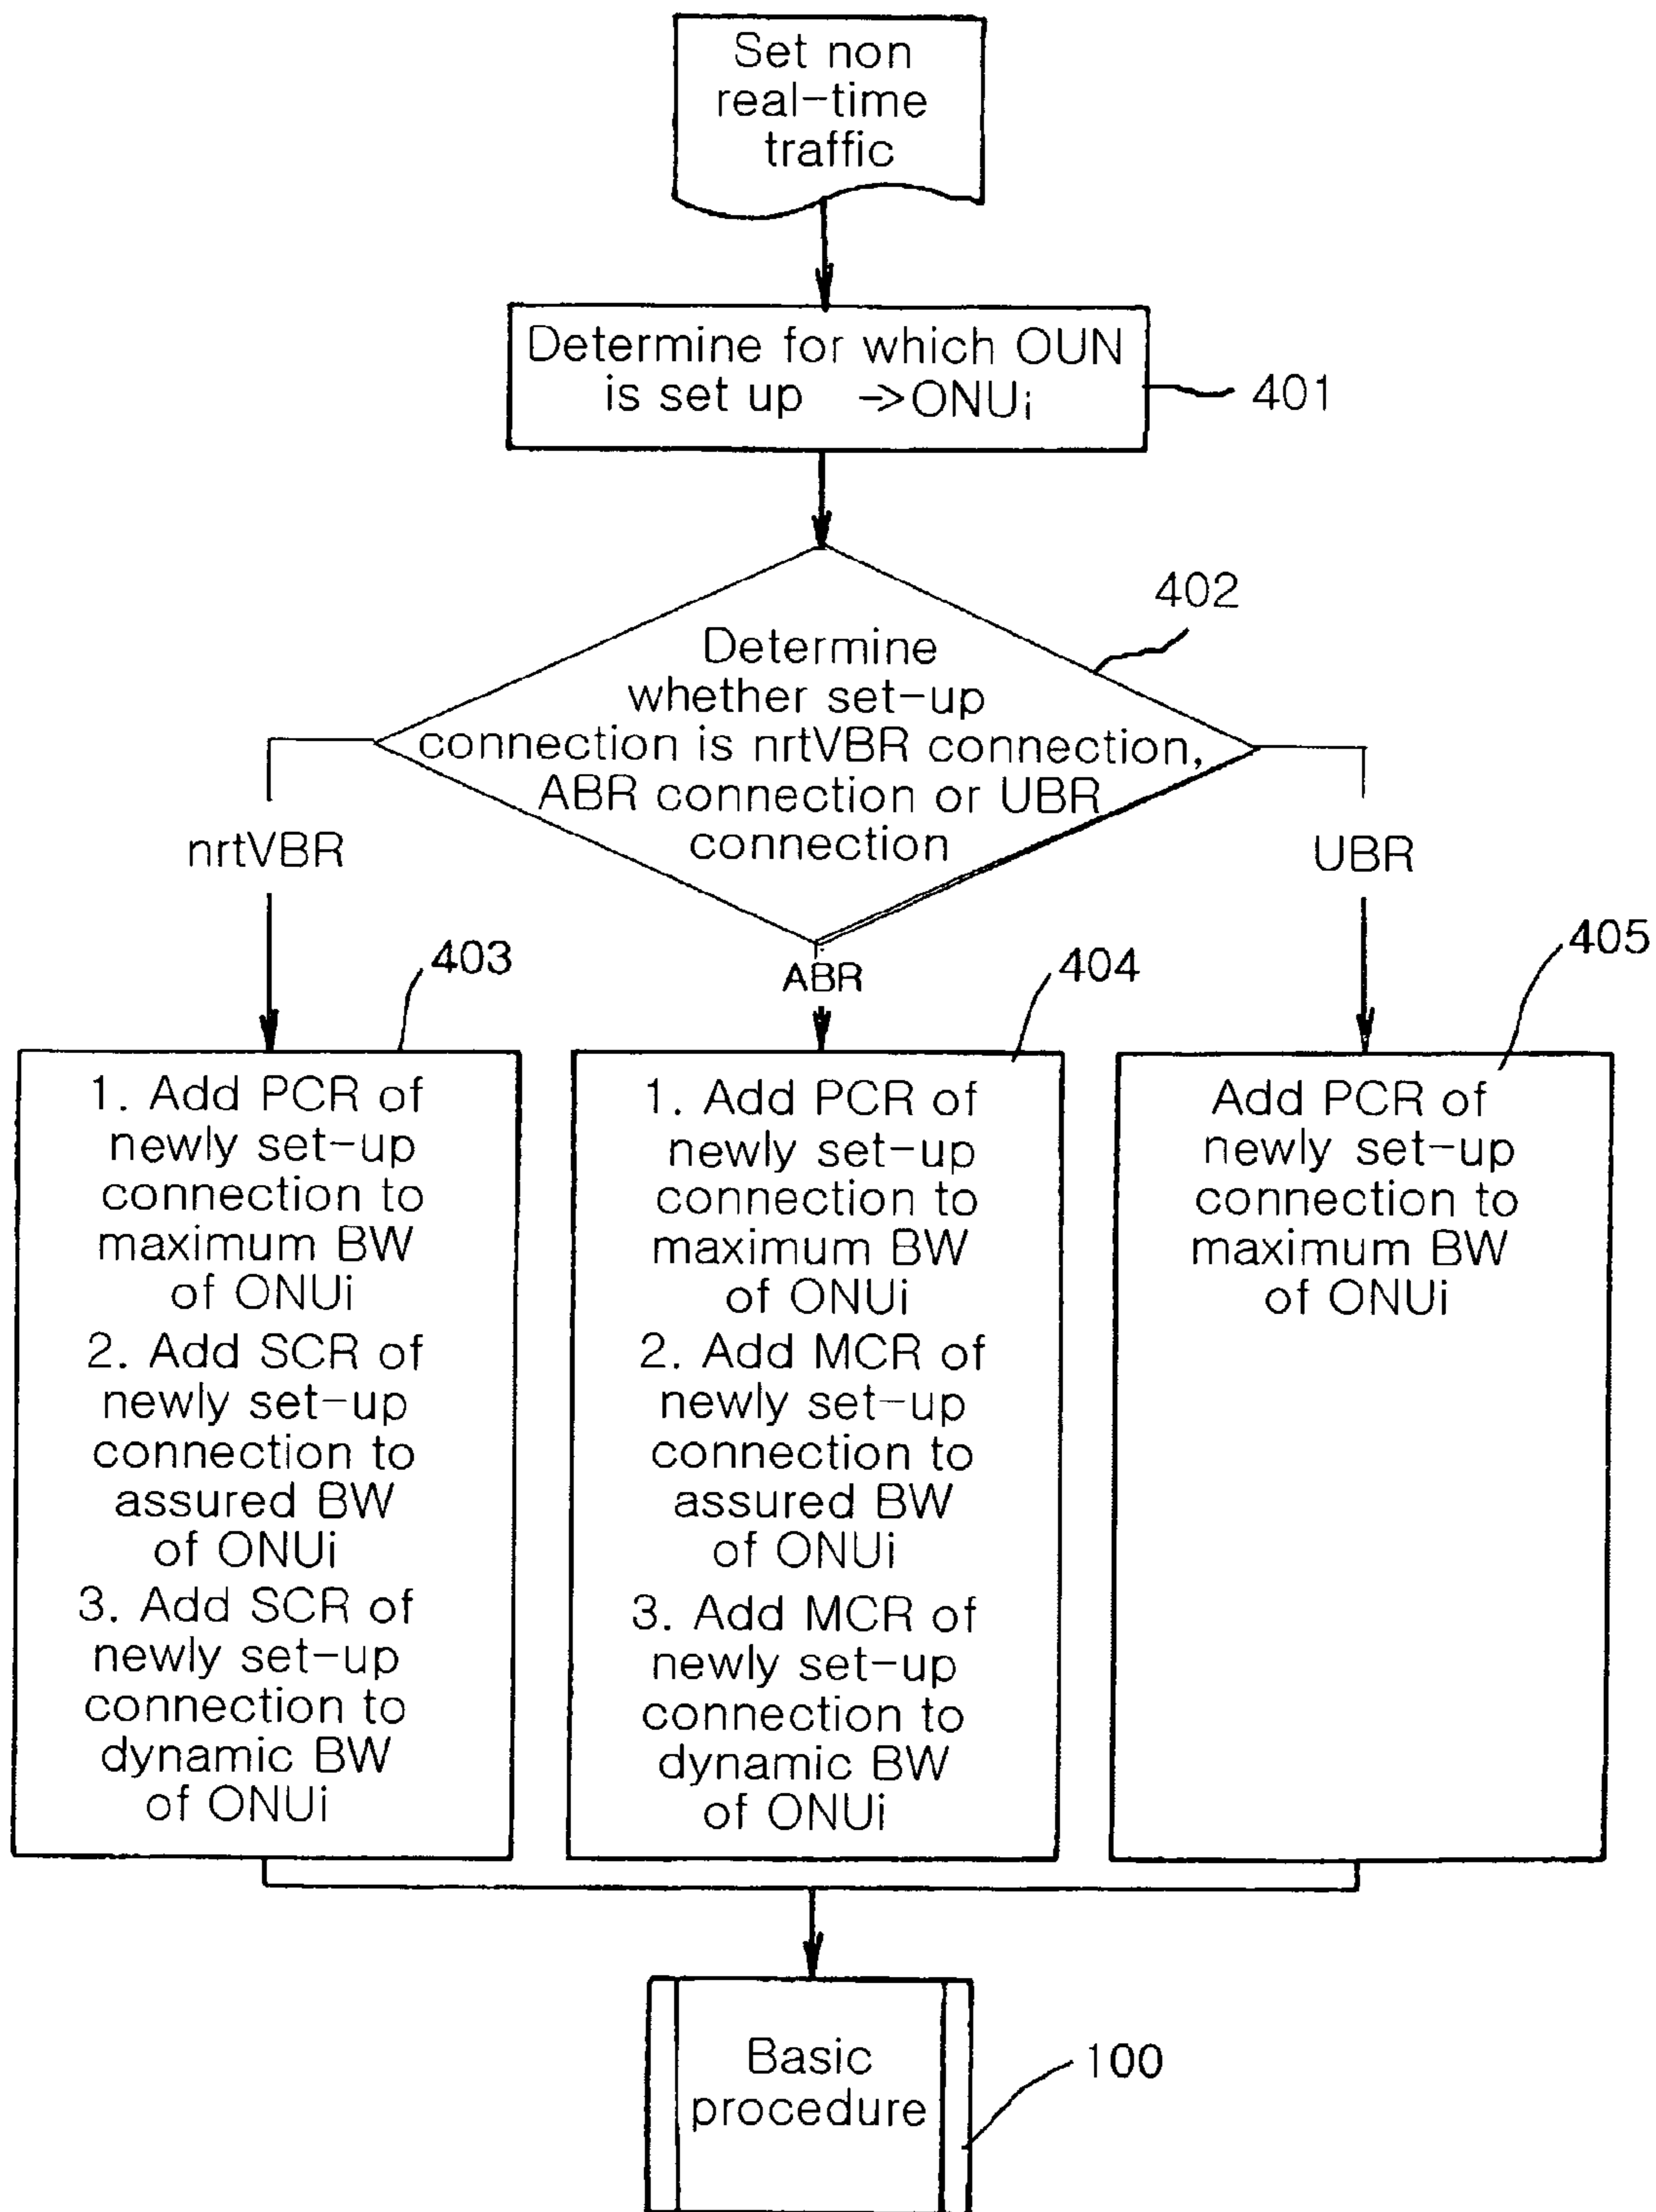 Set non
real-time
traffic
Determine for which OUN
is set up ->ONUi
401
402
Determine
whether set-up
connection is nrtVBR connection,
ABR connection or UBR
connection
nrtVBR
ABR
UBR
403
1. Add PCR of
newly set-up
connection to
maximum BW
of ONUi
2. Add SCR of
newly set-up
connection to
assured BW
of ONUi
3. Add SCR of
newly set-up
connection to
dynamic BW
of ONUi
404
1. Add PCR of
newly set-up
connection to
maximum BW
of ONUi
2. Add MCR of
newly set-up
connection to
assured BW
of ONUi
3. Add MCR of
newly set-up
connection to
dynamic BW
of ONUi
405
Add PCR of
newly set-up
connection to
maximum BW
of ONUi
Basic
procedure
100